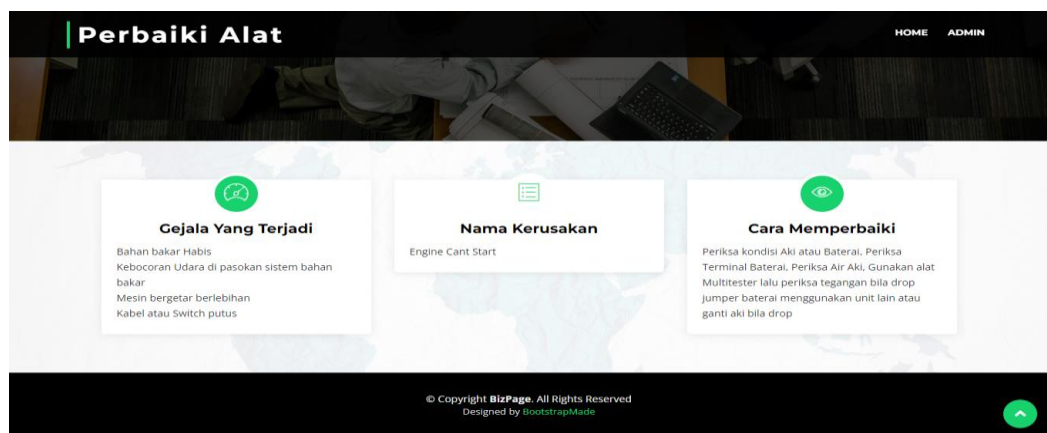 Perbaiki Alat
HOME ADMIN
Gejala Yang Terjadi
Bahan bakar Habis
Kebocoran Udara di pasokan sistem bahan
bakar
Mesin bergetar berlebihan
Kabel atau Switch putus
Nama Kerusakan
Engine Cant Start
Cara Memperbaiki
Periksa kondisi Aki atau Baterai, Periksa
Terminal Baterai, Periksa Air Aki, Gunakan alat
Multitester lalu periksa tegangan bila drop
jumper baterai menggunakan unit lain atau
ganti aki bila drop
© Copyright BizPage. All Rights Reserved
Designed by BootstrapMade